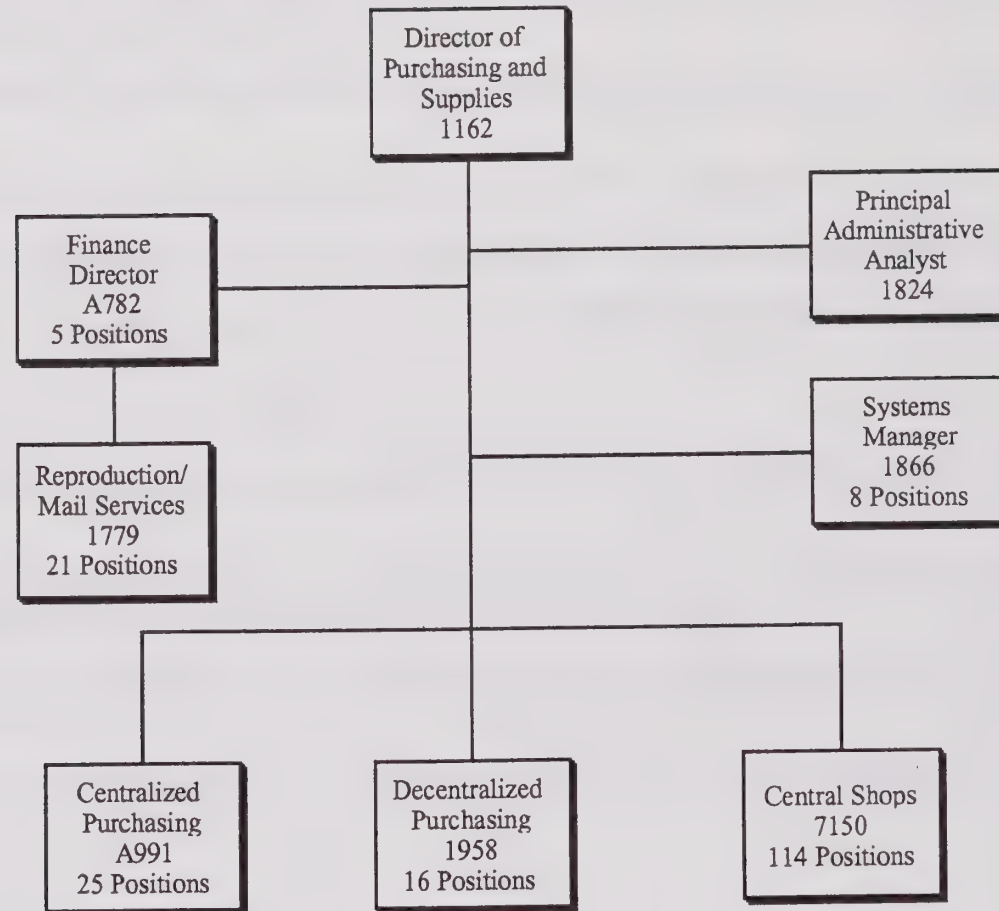 Director of
Purchasing and
Supplies
1162
Principal
Administrative
Analyst
1824
Finance
Director
A782
5 Positions
Systems
Manager
1866
8 Positions
Reproduction/
Mail Services
1779
21 Positions
Centralized
Purchasing
A991
25 Positions
Decentralized
Purchasing
1958
16 Positions
Central Shops
7150
114 Positions